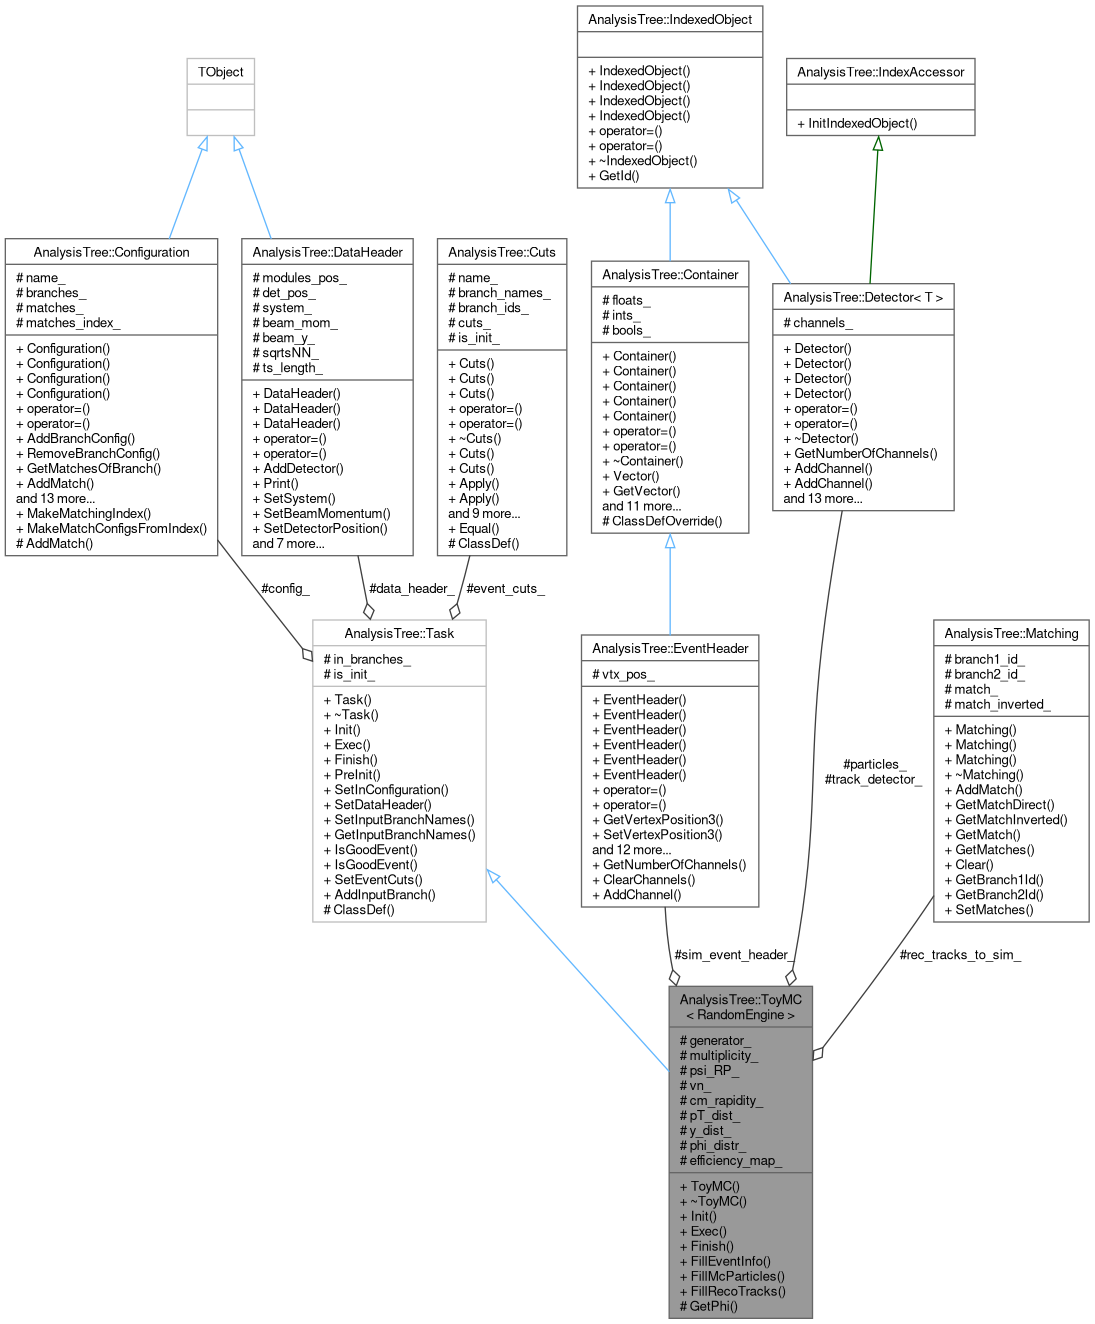 AnalysisTree::IndexedObject
+ IndexedObject()
+ IndexedObject()
+ IndexedObject()
+ IndexedObject()
+ operator=()
+ operator=()
+ ~IndexedObject()
+ GetId()
TObject
AnalysisTree::IndexAccessor
+ InitIndexedObject()
AnalysisTree::Configuration
# name_
# branches_
# matches_
# matches_index_
+ Configuration()
+ Configuration()
+ Configuration()
+ Configuration()
+ operator=()
+ operator=()
+ AddBranchConfig()
+ RemoveBranchConfig()
+ GetMatchesOfBranch()
+ AddMatch()
and 13 more...
+ MakeMatchingIndex()
+ MakeMatchConfigsFromIndex()
# AddMatch()
AnalysisTree::DataHeader
# modules_pos_
# det_pos_
# system_
# beam_mom_
# beam_y_
# sqrtsNN_
# ts_length_
+ DataHeader()
+ DataHeader()
+ DataHeader()
+ operator=()
+ operator=()
+ AddDetector()
+ Print()
+ SetSystem()
+ SetBeamMomentum()
+ SetDetectorPosition()
and 7 more...
AnalysisTree::Cuts
# name_
# branch_names_
# branch_ids_
# cuts_
# is_init_
+ Cuts()
+ Cuts()
+ Cuts()
+ operator=()
+ operator=()
+ ~Cuts()
+ Cuts()
+ Cuts()
+ Apply()
+ Apply()
and 9 more...
+ Equal()
# ClassDef()
AnalysisTree::Container
# floats_
# ints_
# bools_
+ Container()
+ Container()
+ Container()
+ Container()
+ Container()
+ operator=()
+ operator=()
+ ~Container()
+ Vector()
+ GetVector()
and 11 more...
# ClassDefOverride()
AnalysisTree::Detector< T >
# channels_
+ Detector()
+ Detector()
+ Detector()
+ Detector()
+ operator=()
+ operator=()
+ ~Detector()
+ GetNumberOfChannels()
+ AddChannel()
+ AddChannel()
and 13 more...
#config_
#data_header_
#event_cuts_
AnalysisTree::Task
# in_branches_
# is_init_
+ Task()
+ ~Task()
+ Init()
+ Exec()
+ Finish()
+ PreInit()
+ SetInConfiguration()
+ SetDataHeader()
+ SetInputBranchNames()
+ GetInputBranchNames()
+ IsGoodEvent()
+ IsGoodEvent()
+ SetEventCuts()
+ AddInputBranch()
# ClassDef()
AnalysisTree::EventHeader
# vtx_pos_
+ EventHeader()
+ EventHeader()
+ EventHeader()
+ EventHeader()
+ EventHeader()
+ EventHeader()
+ operator=()
+ operator=()
+ GetVertexPosition3()
+ SetVertexPosition3()
and 12 more...
+ GetNumberOfChannels()
+ ClearChannels()
+ AddChannel()
#particles_
#track_detector_
AnalysisTree::Matching
# branch1_id_
# branch2_id_
# match_
# match_inverted_
+ Matching()
+ Matching()
+ Matching()
+ ~Matching()
+ AddMatch()
+ GetMatchDirect()
+ GetMatchInverted()
+ GetMatch()
+ GetMatches()
+ Clear()
+ GetBranch1Id()
+ GetBranch2Id()
+ SetMatches()
#sim_event_header_
#rec_tracks_to_sim_
AnalysisTree::ToyMC
< RandomEngine >
# generator_
# multiplicity_
# psi_RP_
# vn_
# cm_rapidity_
# pT_dist_
# y_dist_
# phi_distr_
# efficiency_map_
+ ToyMC()
+ ~ToyMC()
+ Init()
+ Exec()
+ Finish()
+ FillEventInfo()
+ FillMcParticles()
+ FillRecoTracks()
# GetPhi()